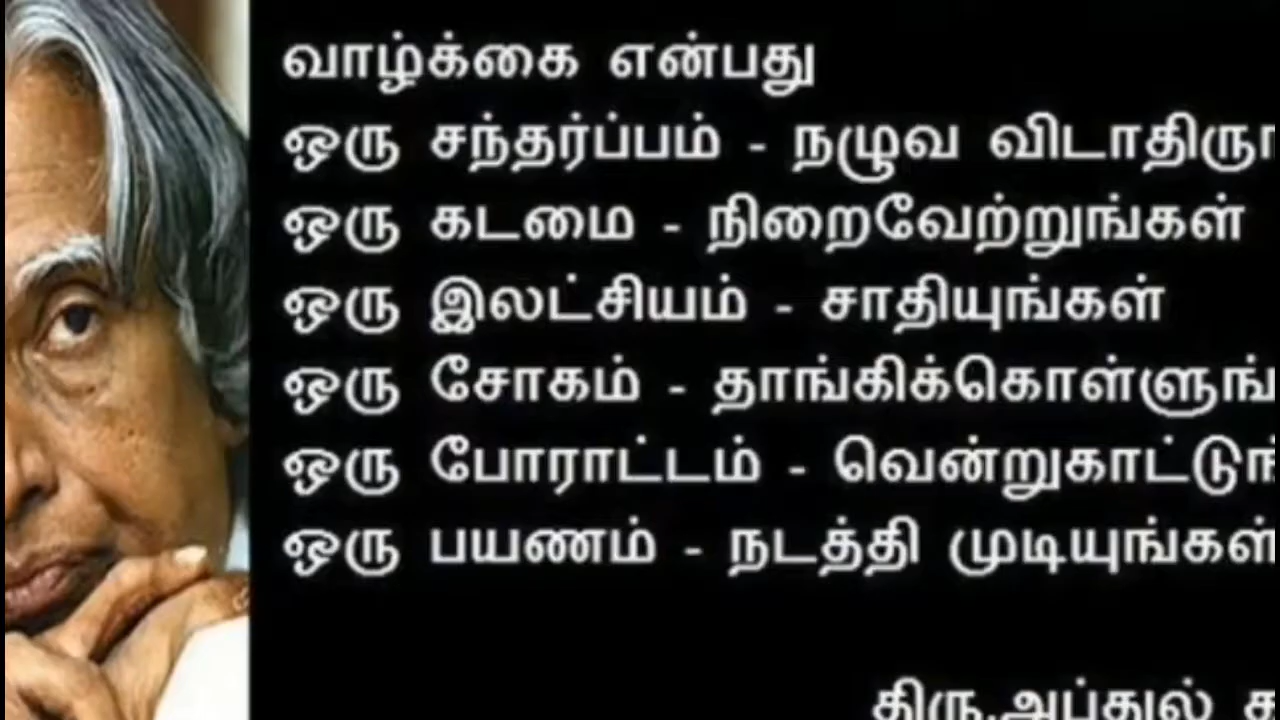 வாழ்க்கை என்பது
ஒரு சந்தர்ப்பம் - நழுவ
ஒரு கடமை - நிறைவேற்றுங்கள்
ஒரு இலட்சியம் - சாதியுங்கள்
ஒரு சோகம் -
ஒரு போராட்டம் -
ஒரு பயணம் - நடத்தி முடியுங்கள்
திரு.அப்துல்